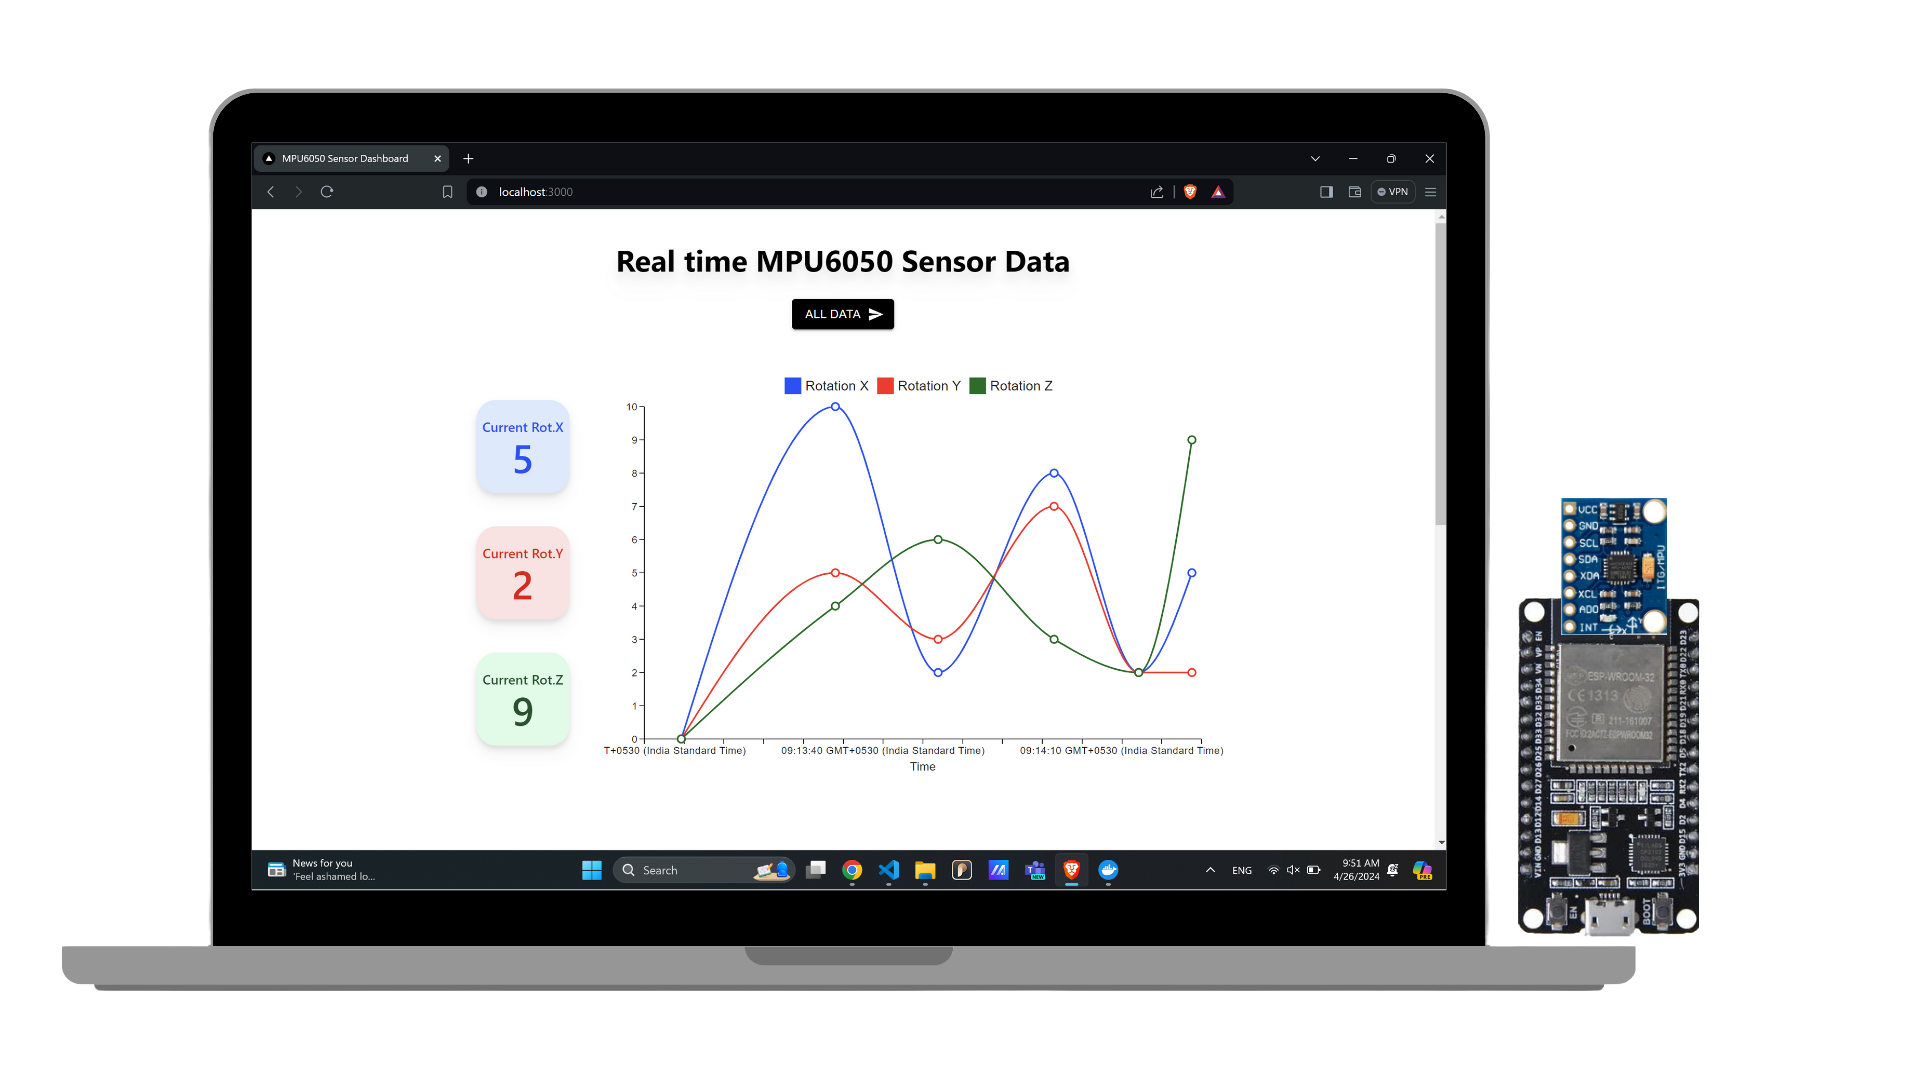 MPU6050 Sensor Dashboard
localhost:3000
VPN
Real time MPU6050 Sensor Data
ALL DATA
Rotation X Rotation Y Rotation Z
Current Rot.X
5
Current Rot.Y
2
Current Rot.Z
9
10
9
8
7
6
5
4
3
2
1
0
T+0530 (India Standard Time) 09:13:40 GMT+0530 (India Standard Time) 09:14:10 GMT+0530 (India Standard Time)
Time
News for you
'Feel ashamed lo...
Search
NEW
ENG
9:51 AM
4/26/2024
PRE
VCC
GND
SCL
SDA
XDA
XCL
ADO
INT
ITG/MPU
ESP-WROOM-32
CE1313
R 211-161007
FCC ID:2AC7Z-ESPWROOM32
EN
VP
VN
D34
D35
D32
D33
D25
D26
D27
D14
D12
D13
GND
VIN
D23
D22
TX0
RX0
D21
D19
D18
D5
TX2
RX2
D4
D2
D15
GND
3V3
EN
BOOT